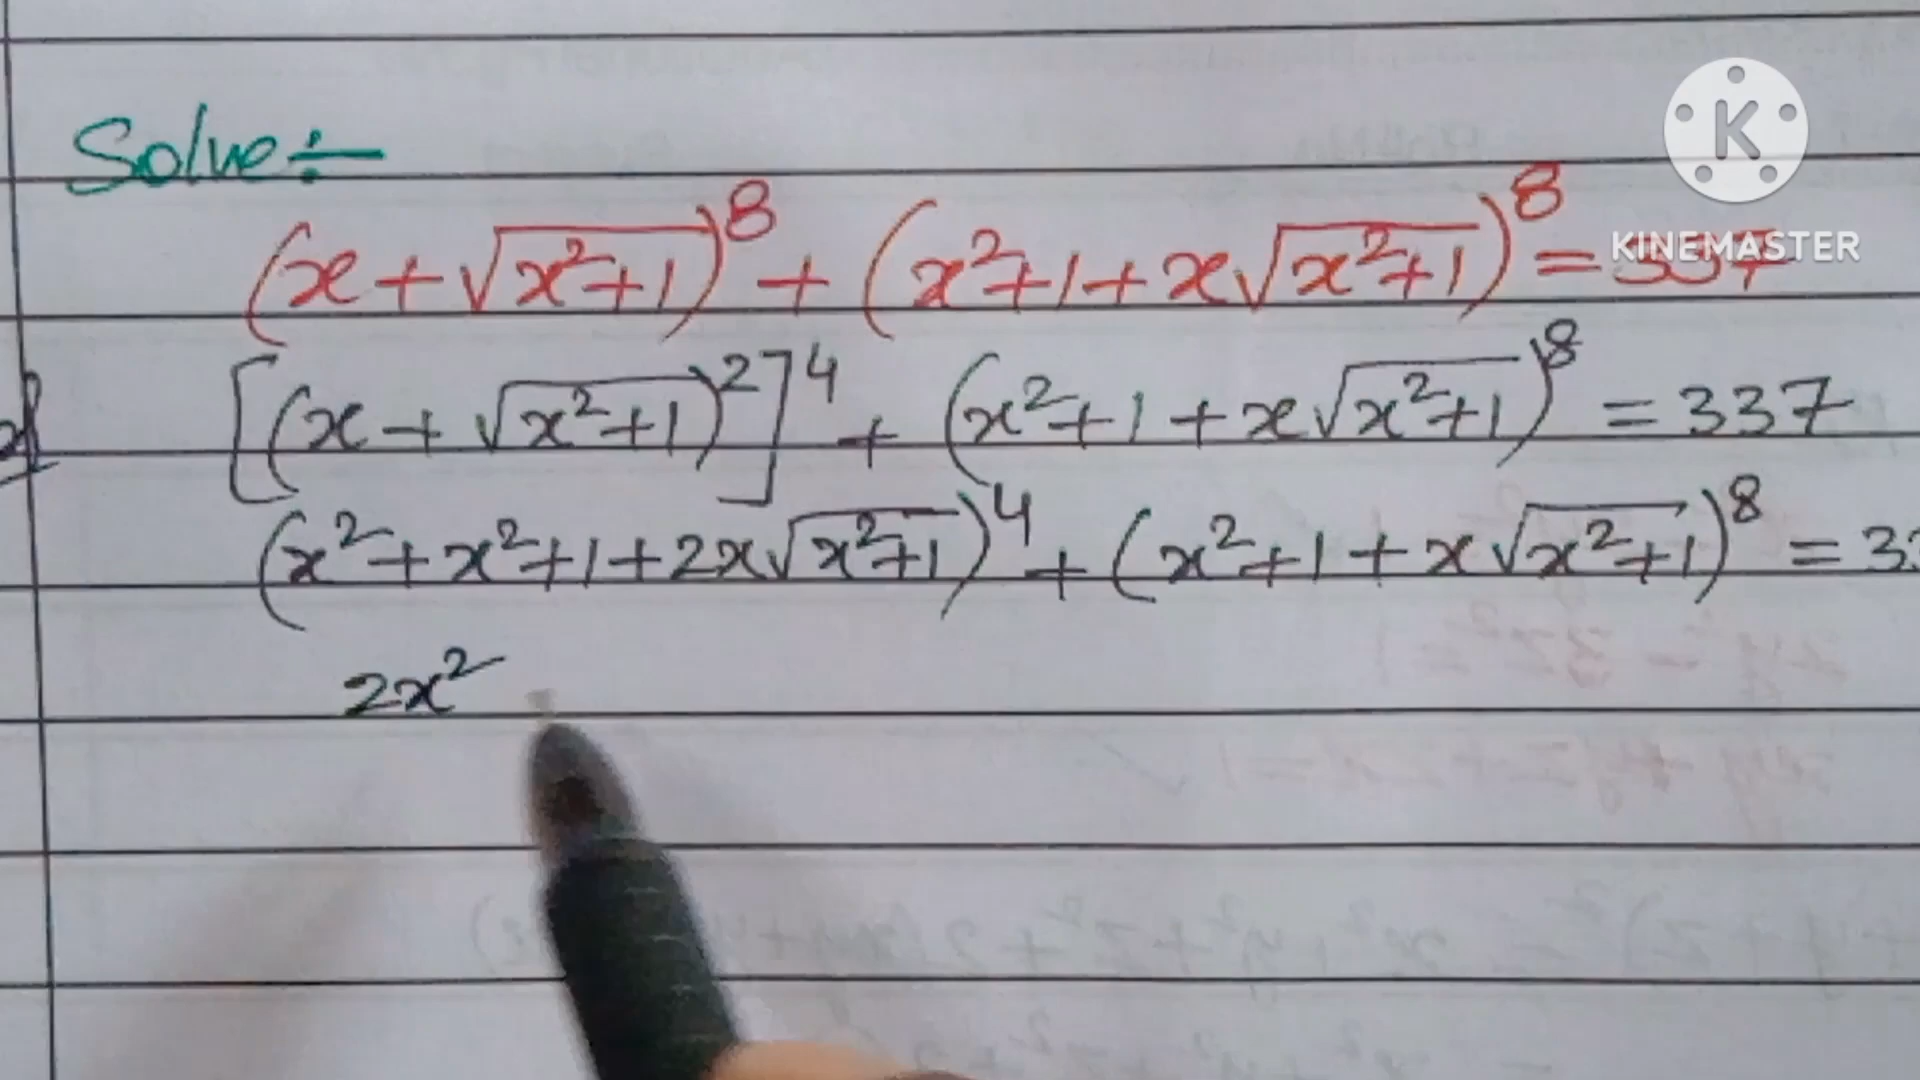 Solve:-
(x+√(x²+1))⁸ + (x²+1+x√(x²+1))⁸ = 337
[(x+√(x²+1))²]⁴ + (x²+1+x√(x²+1))⁸ = 337
(x²+x²+1+2x√(x²+1))⁴ + (x²+1+x√(x²+1))⁸ = 33
2x²
K
KINEMASTER